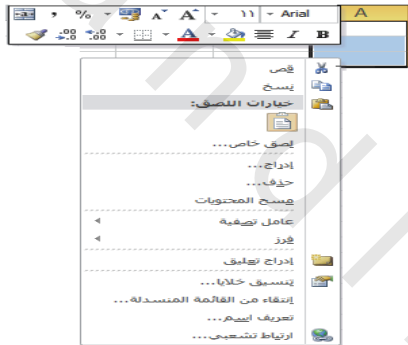 A
Arial ١١ A A % ,
B I A
قص
نسخ
خيارات اللصق:
لصق خاص...
إدراج...
حذف...
مسح المحتويات
عامل تصفية
فرز
إدراج تعليق
تنسيق خلايا...
إنتقاء من القائمة المنسدلة...
تعريف اسم...
ارتباط تشعبي...